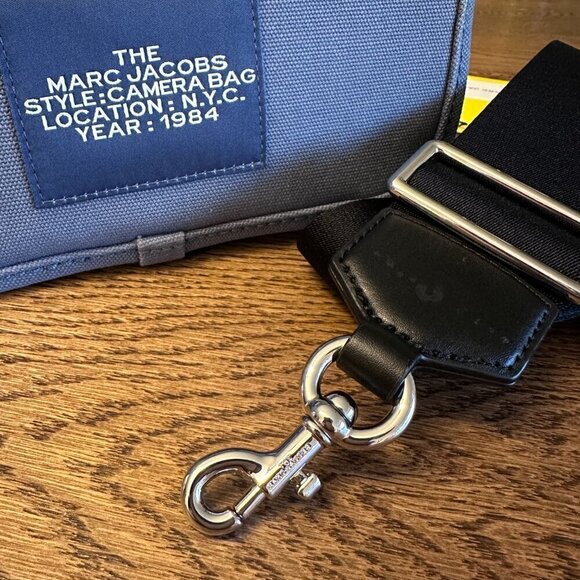 THE
MARC JACOBS
STYLE:CAMERA BAG
LOCATION: N.Y.C.
YEAR : 1984